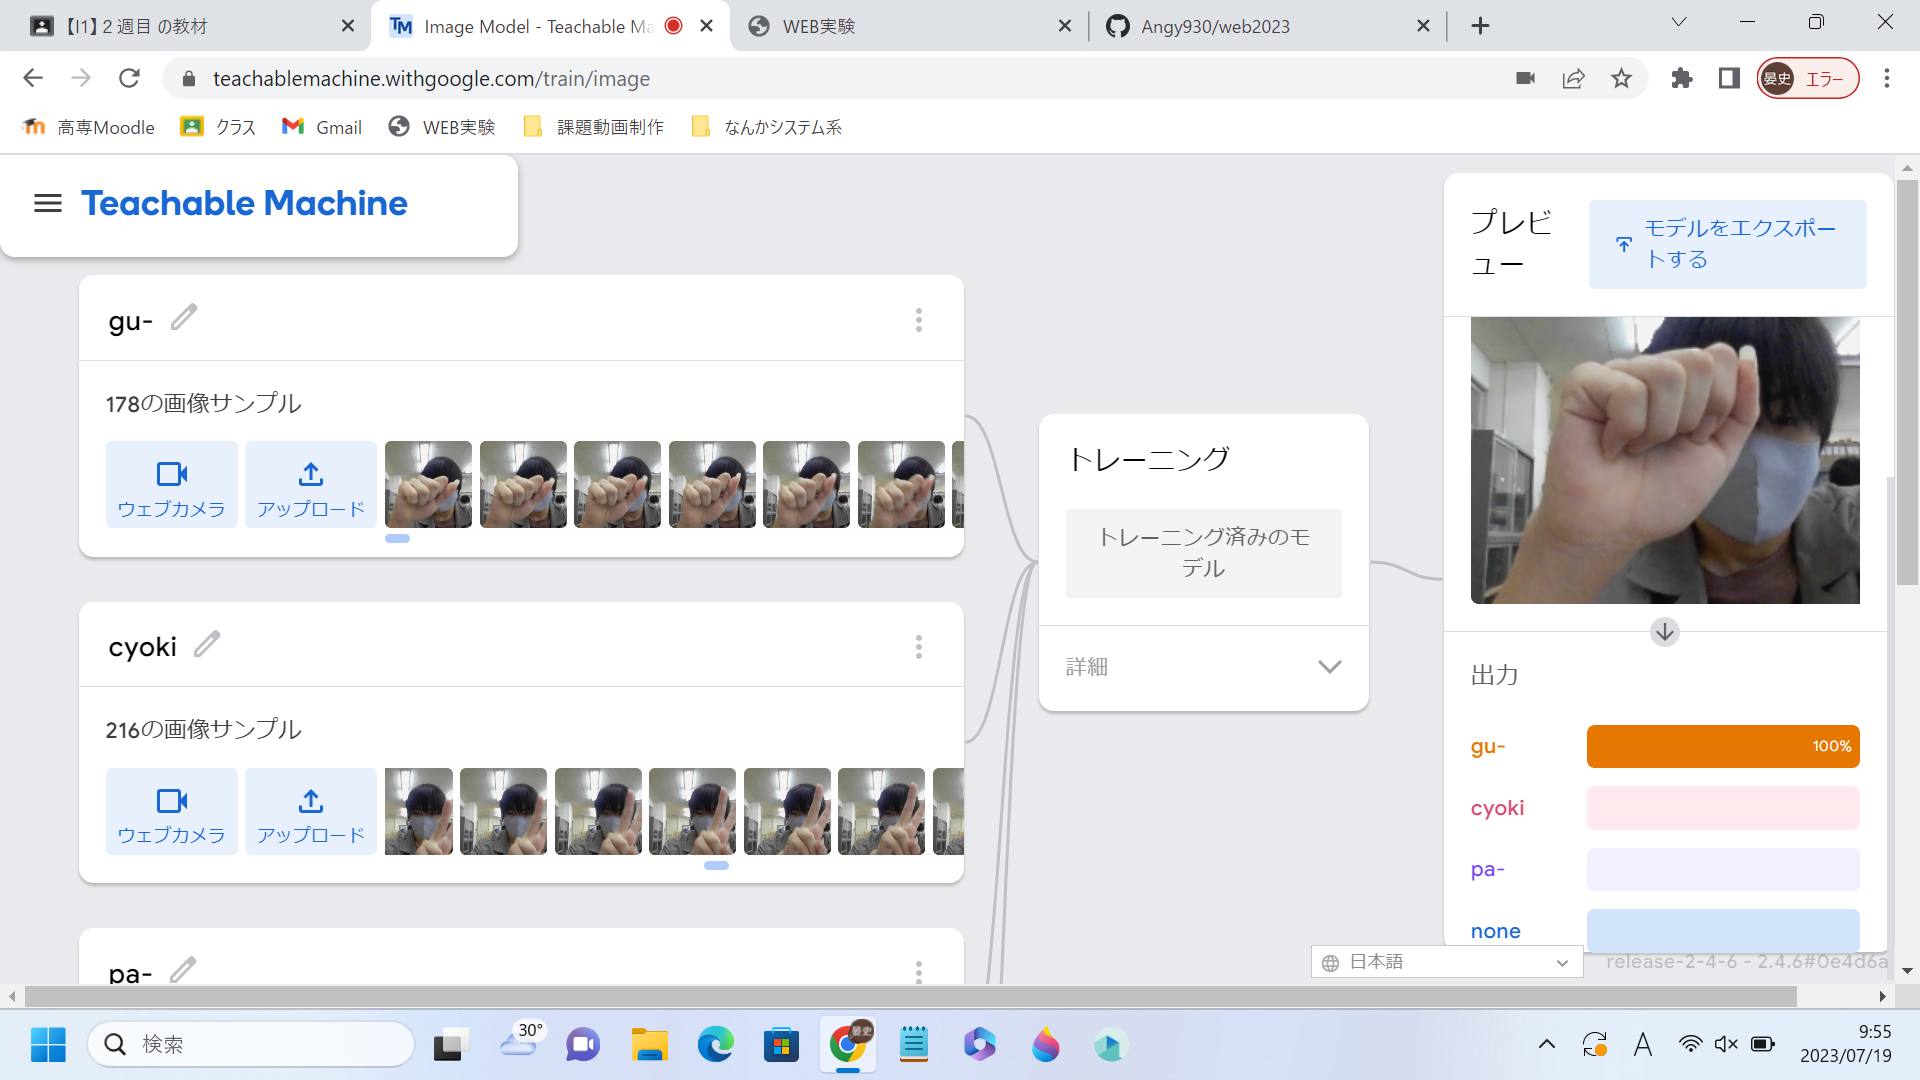 【I1】２週目 の教材
TM Image Model - Teachable Ma
WEB実験
Angy930/web2023
teachablemachine.withgoogle.com/train/image
晏史 エラー
高専Moodle
クラス
Gmail
WEB実験
課題動画制作
なんかシステム系
Teachable Machine
gu-
178の画像サンプル
ウェブカメラ
アップロード
cyoki
216の画像サンプル
ウェブカメラ
アップロード
pa-
トレーニング
トレーニング済みのモ
デル
詳細
プレビ
ュー
モデルをエクスポー
トする
出力
gu- 100%
cyoki
pa-
none
日本語
release-2-4-6 - 2.4.6#0e4d6a
検索
30°
晏史
A
9:55
2023/07/19